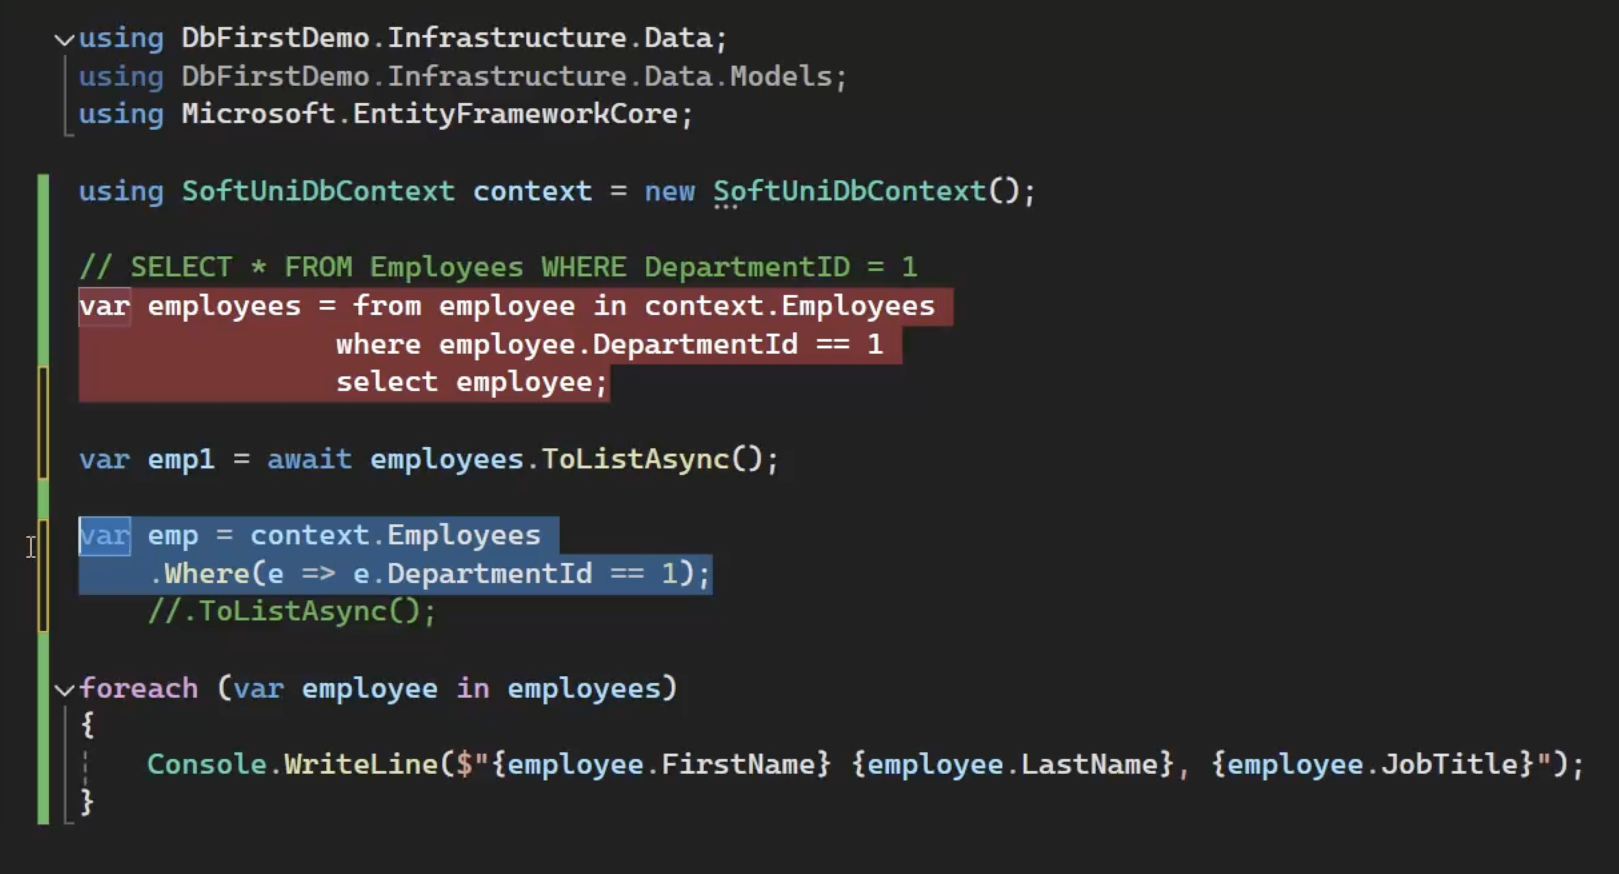 using DbFirstDemo.Infrastructure.Data;
using DbFirstDemo.Infrastructure.Data.Models;
using Microsoft.EntityFrameworkCore;
using SoftUniDbContext context = new SoftUniDbContext();
// SELECT * FROM Employees WHERE DepartmentID = 1
var employees = from employee in context.Employees
where employee.DepartmentId == 1
select employee;
var emp1 = await employees.ToListAsync();
var emp = context.Employees
.Where(e => e.DepartmentId == 1);
//.ToListAsync();
foreach (var employee in employees)
{
Console.WriteLine($"{employee.FirstName} {employee.LastName}, {employee.JobTitle}");
}